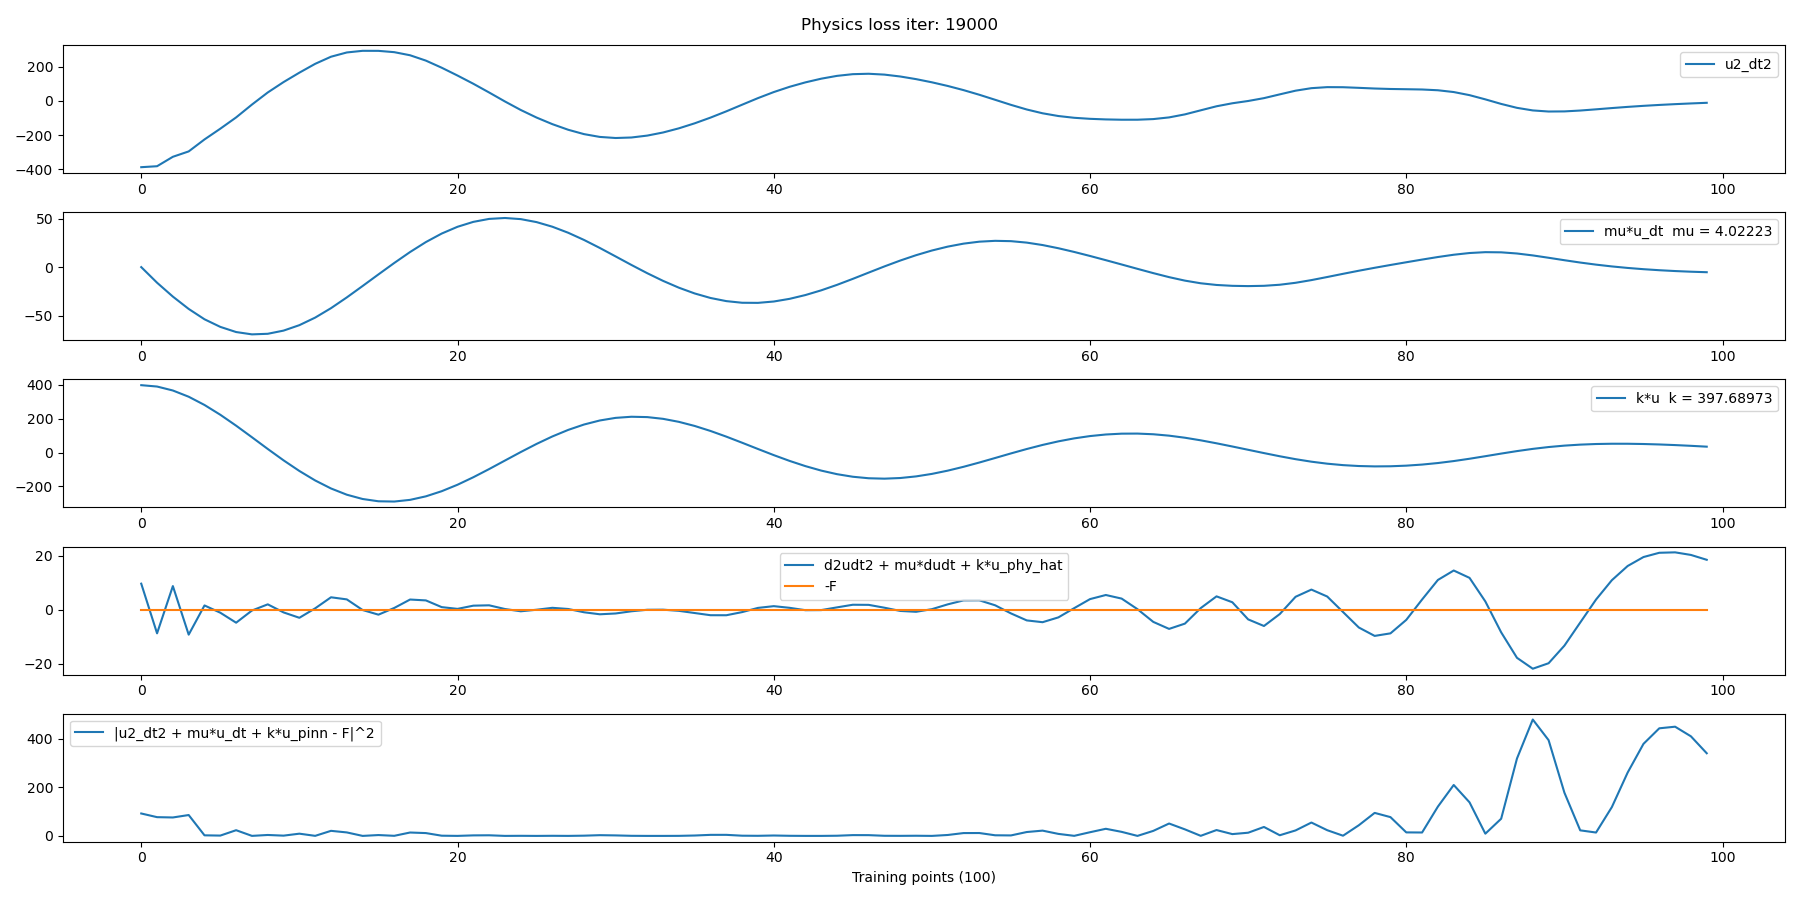 Physics loss iter: 19000
200
0
−200
−400
u2_dt2
0 20 40 60 80 100
50
0
−50
mu*u_dt  mu = 4.02223
0 20 40 60 80 100
400
200
0
−200
k*u  k = 397.68973
0 20 40 60 80 100
20
0
−20
d2udt2 + mu*dudt + k*u_phy_hat
-F
0 20 40 60 80 100
400
200
0
|u2_dt2 + mu*u_dt + k*u_pinn - F|^2
0 20 40 60 80 100
Training points (100)